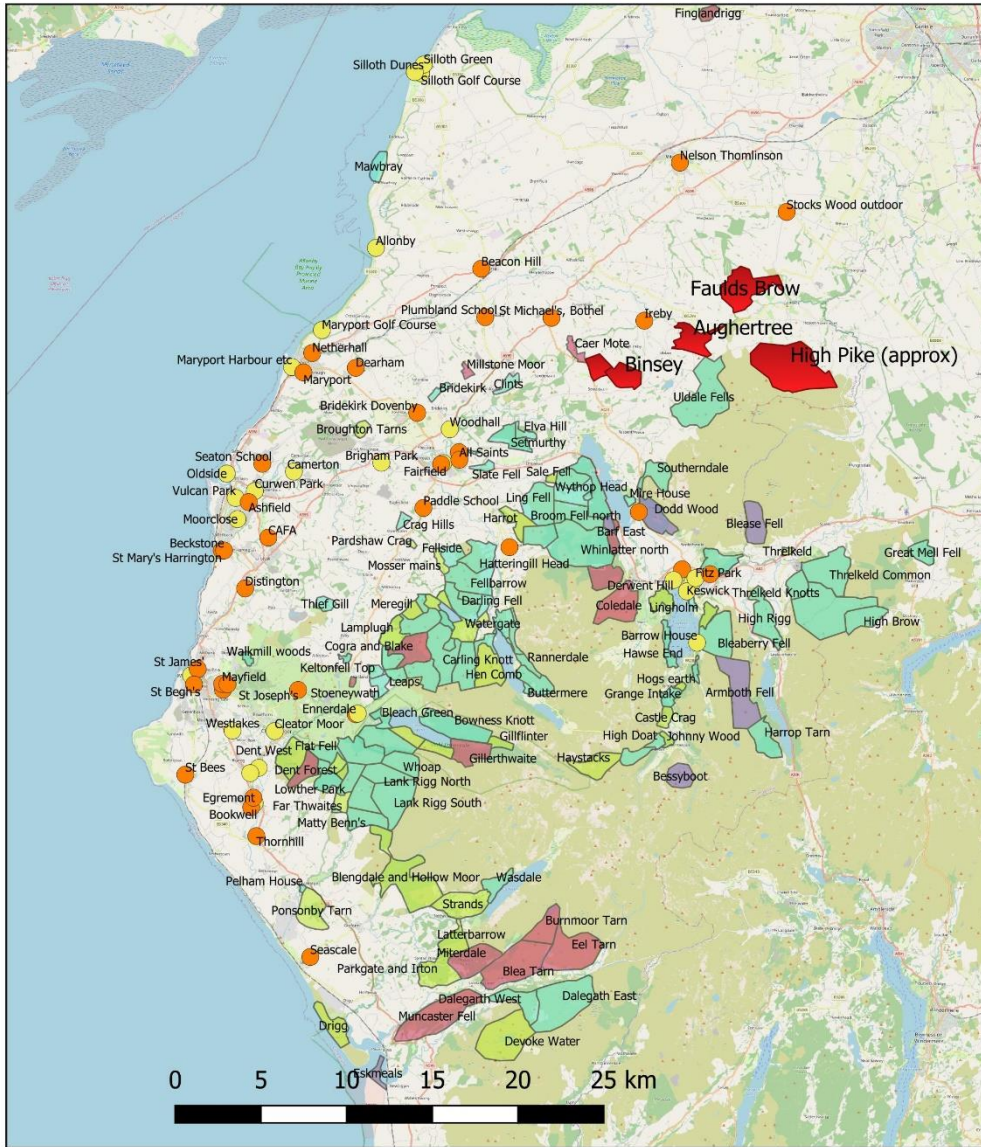 Finglandrigg
Silloth Green
Silloth Dunes
Silloth Golf Course
Nelson Thomlinson
Mawbray
Stocks Wood outdoor
Allonby
Beacon Hill
Faulds Brow
Plumbland School
St Michael's, Bothel
Ireby
Aughertree
Maryport Golf Course
Caer Mote
Netherhall
High Pike (approx)
Maryport Harbour etc
Dearham
Millstone Moor
Binsey
Maryport
Clints
Uldale Fells
Bridekirk
Bridekirk Dovenby
Woodhall
Elva Hill
Broughton Tarns
Setmurthy
All Saints
Seaton School
Brigham Park
Fairfield
Slate Fell
Sale Fell
Southerndale
Oldside
Camerton
Wythop Head
Vulcan Park
Curwen Park
Ling Fell
Mire House
Ashfield
Paddle School
Broom Fell north
Dodd Wood
Moorclose
Crag Hills
Harrot
Barf East
Blease Fell
CAFA
Beckstone
Pardshaw Crag
Fellside
Whinlatter north
Threlkeld
Great Mell Fell
St Mary's Harrington
Mosser mains
Hatteringill Head
Fitz Park
Threlkeld Common
Distington
Fellbarrow
Derwent Hill
Keswick
Threlkeld Knotts
Thief Gill
Meregill
Darling Fell
Coledale
Lingholm
High Rigg
High Brow
Lamplugh
Watergate
Barrow House
Bleaberry Fell
Walkmill woods
Cogra and Blake
Carling Knott
Rannerdale
Hawse End
St James'
Keltonfell Top
Hen Comb
Mayfield
Leaps
Hogs earth
St Begh's
St Joseph's
Stoeneywath
Buttermere
Grange Intake
Armboth Fell
Ennerdale
Bleach Green
Castle Crag
Westlakes
Cleator Moor
Bowness Knott
Gillflinter
High Doat
Johnny Wood
Harrop Tarn
Dent West
Flat Fell
Gillerthwaite
Haystacks
St Bees
Dent Forest
Whoap
Bessyboot
Lowther Park
Lank Rigg North
Egremont
Far Thwaites
Lank Rigg South
Bookwell
Matty Benn's
Thornhill
Blengdale and Hollow Moor
Wasdale
Pelham House
Ponsonby Tarn
Strands
Burnmoor Tarn
Latterbarrow
Eel Tarn
Seascale
Miterdale
Parkgate and Irton
Blea Tarn
Dalegarth West
Dalegath East
Muncaster Fell
Drigg
Devoke Water
Eskmeals
0 5 10 15 20 25 km